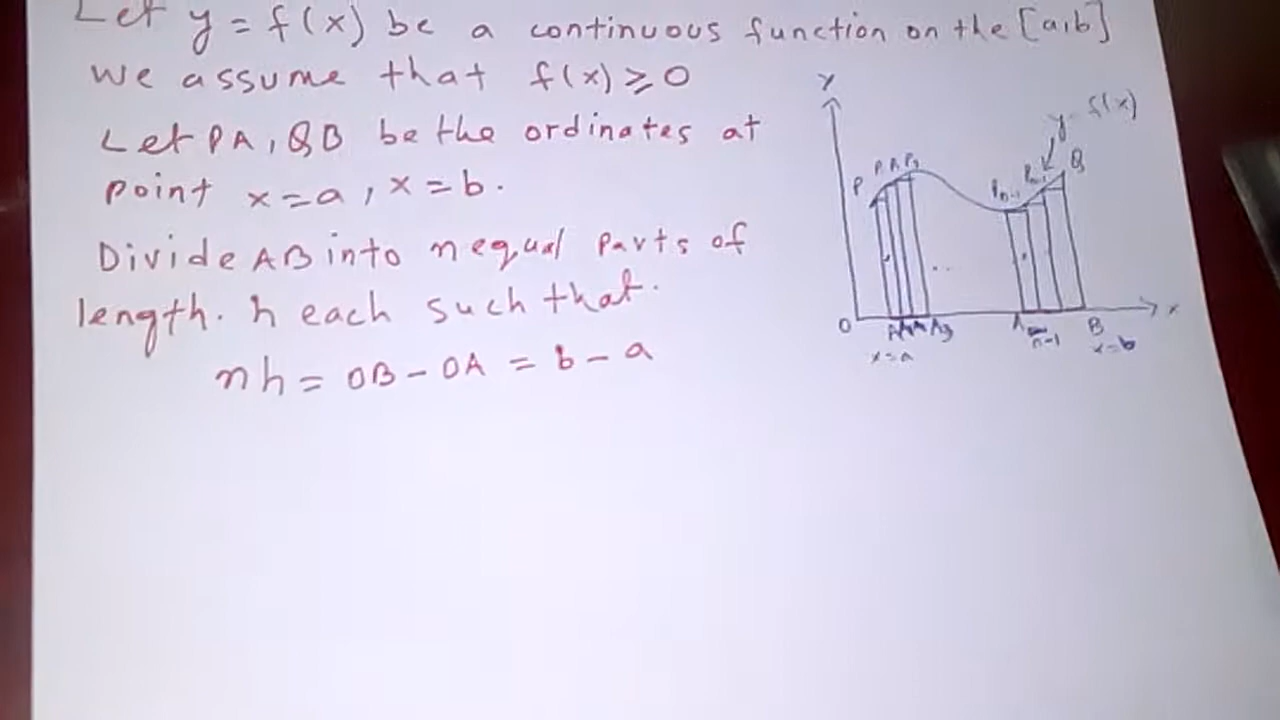 Let y = f(x) be a continuous function on the [a,b]
We assume that f(x) ≥ 0
Let PA, QB be the ordinates at
point x = a, x = b.
Divide AB into n equal parts of
length. h each such that.
nh = OB - OA = b - a
Y
y = f(x)
P
Q
O
x
B
x = a
n-1
x = b